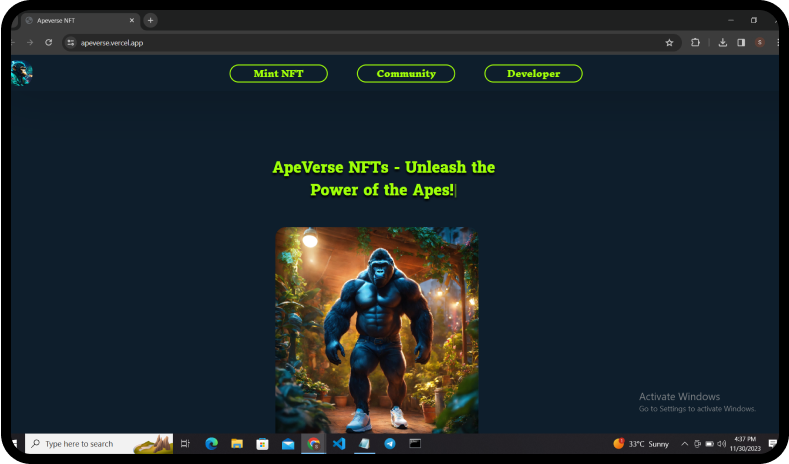 Apeverse NFT
apeverse.vercel.app
S
Mint NFT
Community
Developer
ApeVerse NFTs - Unleash the
Power of the Apes!
Activate Windows
Go to Settings to activate Windows.
Type here to search
33°C Sunny
4:37 PM
11/30/2023